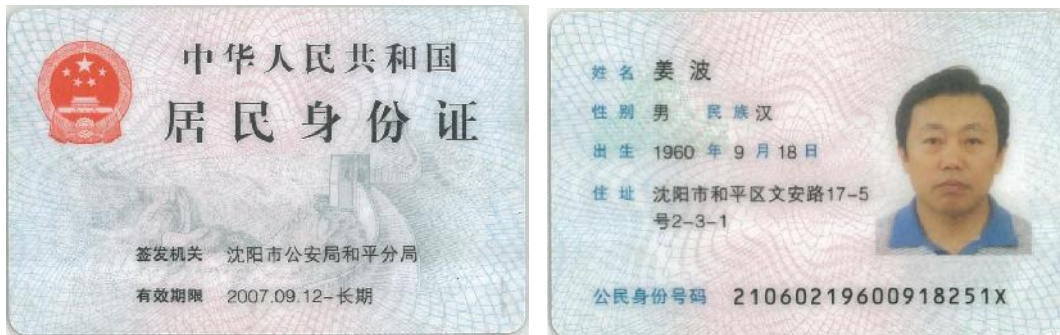 中华人民共和国
居民身份证
签发机关 沈阳市公安局和平分局
有效期限 2007.09.12-长期
姓名 姜波
性别 男 民族 汉
出生 1960 年 9 月 18 日
住址 沈阳市和平区文安路17-5
号2-3-1
公民身份号码 21060219600918251X